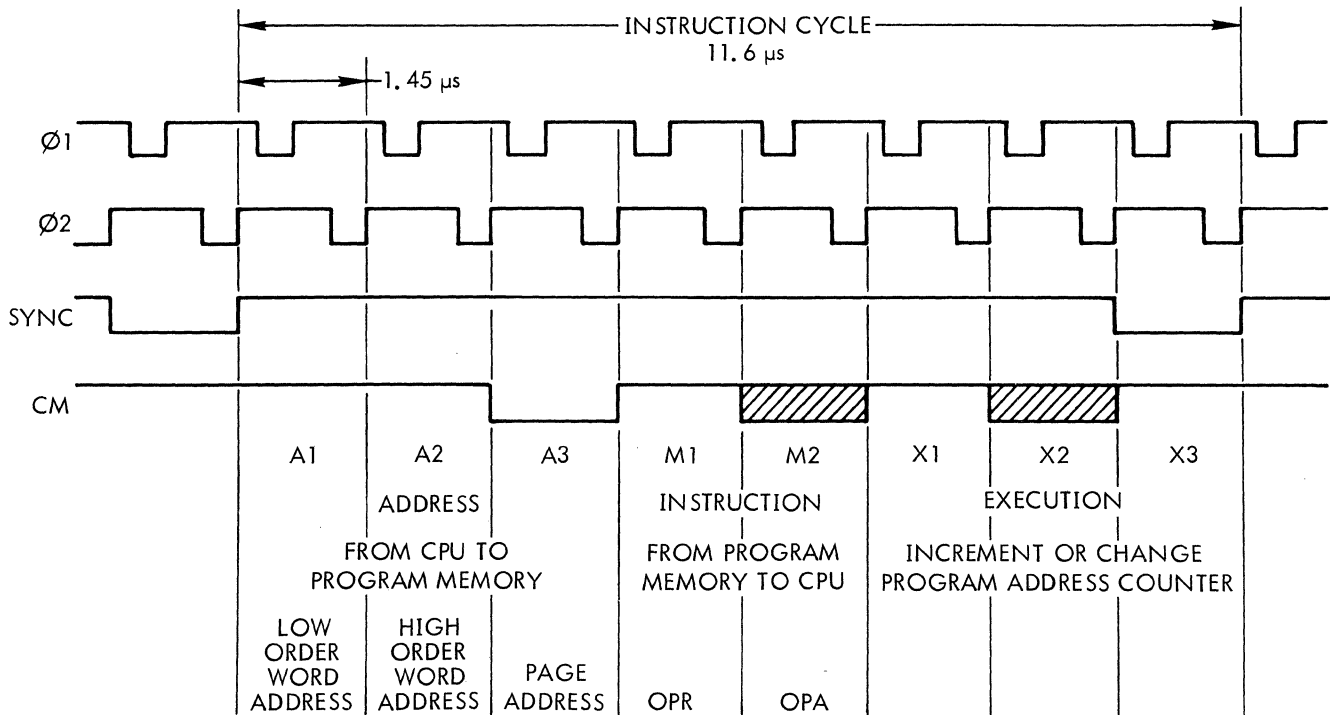 INSTRUCTION CYCLE
11.6 µs
1.45 µs
Ø1
Ø2
SYNC
CM
A1 A2 A3 M1 M2 X1 X2 X3
ADDRESS INSTRUCTION EXECUTION
FROM CPU TO FROM PROGRAM INCREMENT OR CHANGE
PROGRAM MEMORY MEMORY TO CPU PROGRAM ADDRESS COUNTER
LOW HIGH
ORDER ORDER
WORD WORD PAGE
ADDRESS ADDRESS ADDRESS OPR OPA